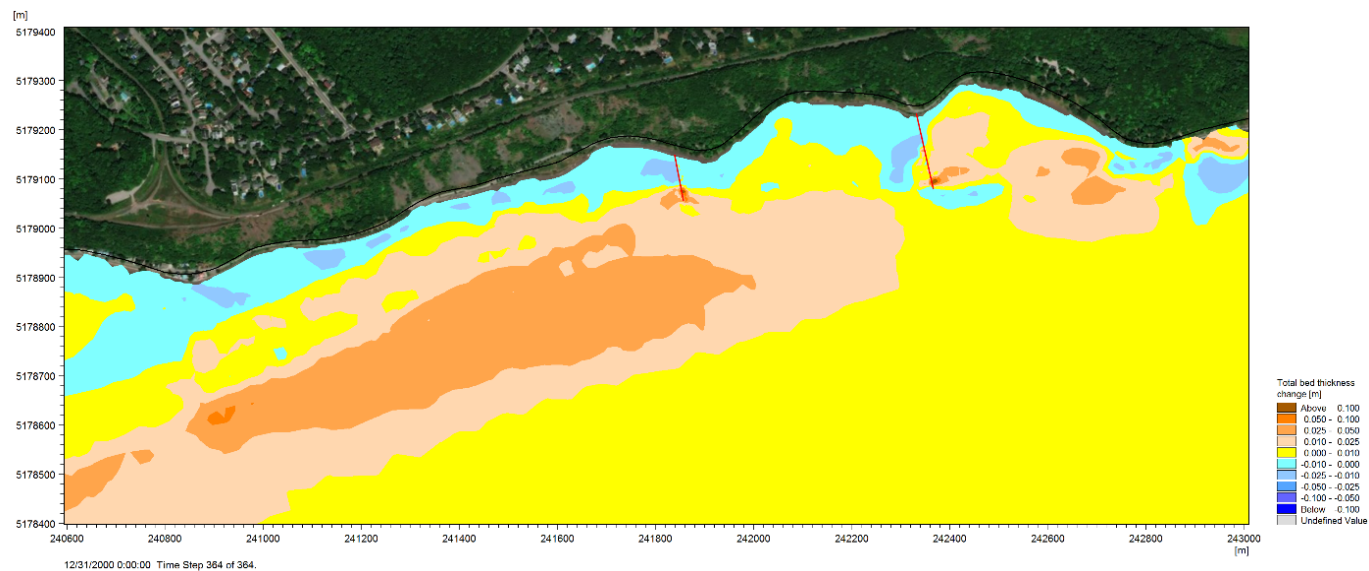 [m]
5179400
5179300
5179200
5179100
5179000
5178900
5178800
5178700
5178600
5178500
5178400
240600 240800 241000 241200 241400 241600 241800 242000 242200 242400 242600 242800 243000
[m]
12/31/2000 0:00:00 Time Step 364 of 364.
Total bed thickness
change [m]
Above 0.100
0.050 - 0.100
0.025 - 0.050
0.010 - 0.025
0.000 - 0.010
-0.010 - 0.000
-0.025 - -0.010
-0.050 - -0.025
-0.100 - -0.050
Below -0.100
Undefined Value